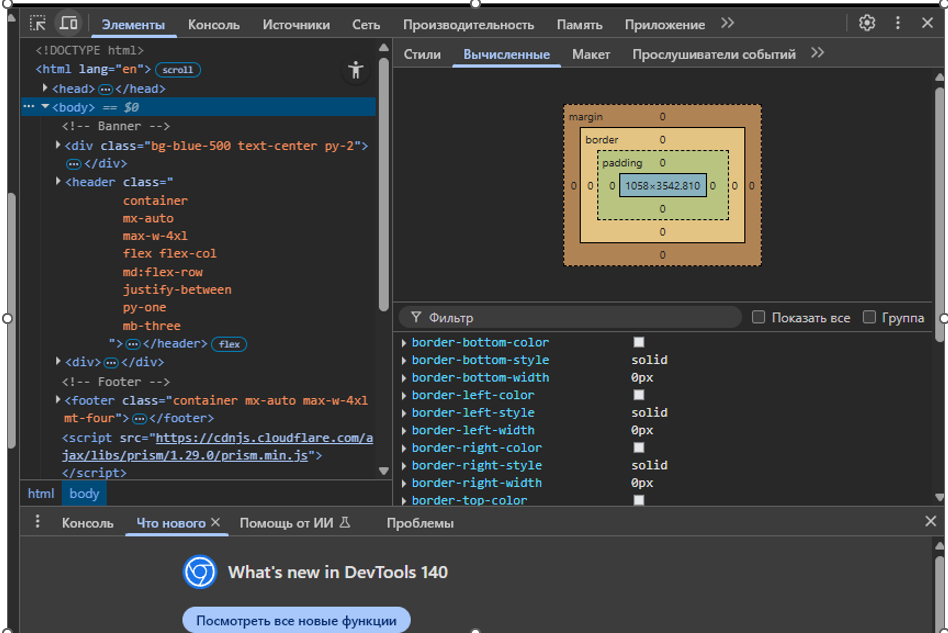 Элементы Консоль Источники Сеть Производительность Память Приложение
<!DOCTYPE html>
<html lang="en"> scroll
<head> … </head>
… <body> == $0
<!-- Banner -->
<div class="bg-blue-500 text-center py-2">
… </div>
<header class="
container
mx-auto
max-w-4xl
flex flex-col
md:flex-row
justify-between
py-one
mb-three
"> … </header> flex
<div> … </div>
<!-- Footer -->
<footer class="container mx-auto max-w-4xl
mt-four"> … </footer>
<script src="https://cdnjs.cloudflare.com/a
jax/libs/prism/1.29.0/prism.min.js">
</script>
html body
Стили Вычисленные Макет Прослушиватели событий
margin 0
border 0
padding 0
0 0 0 1058×3542.810 0 0 0
0
0
0
Фильтр Показать все Группа
border-bottom-color
border-bottom-style solid
border-bottom-width 0px
border-left-color
border-left-style solid
border-left-width 0px
border-right-color
border-right-style solid
border-right-width 0px
border-top-color
Консоль Что нового Помощь от ИИ Проблемы
What's new in DevTools 140
Посмотреть все новые функции